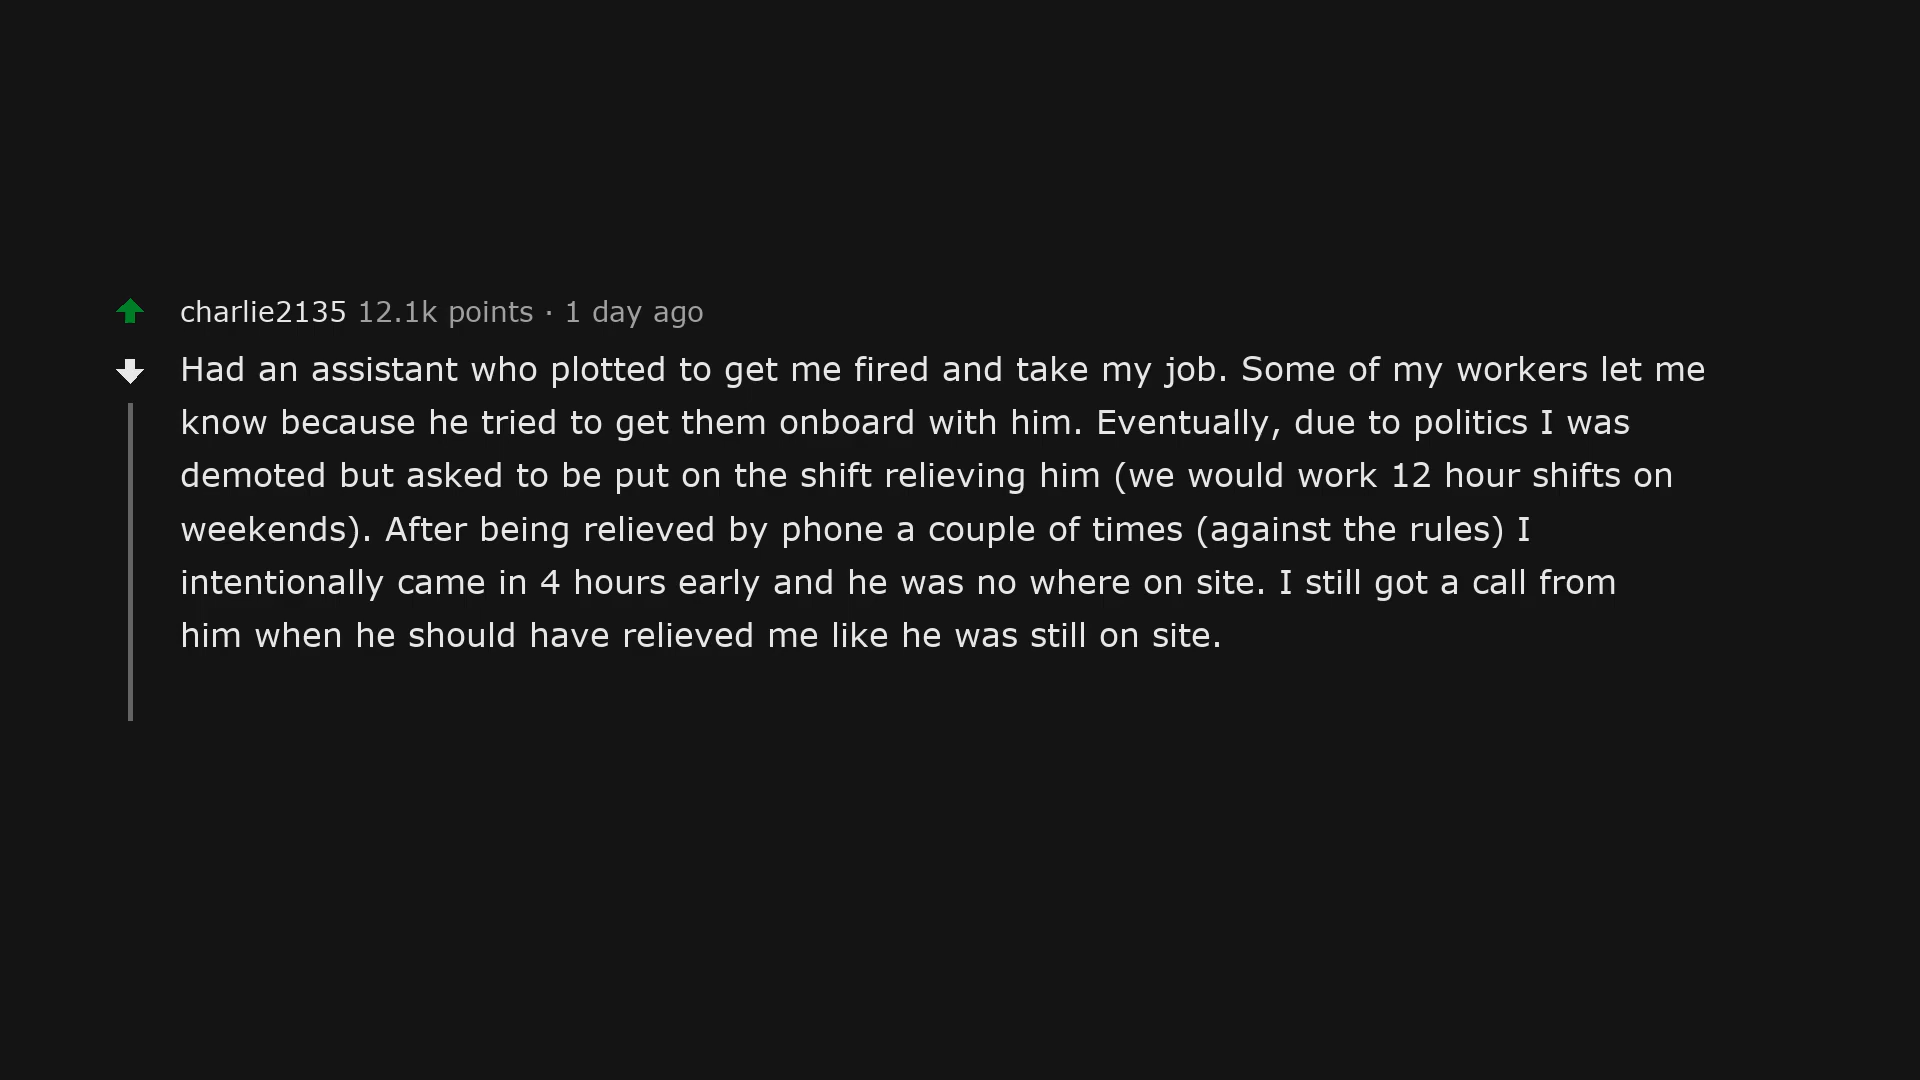 charlie2135 12.1k points · 1 day ago
Had an assistant who plotted to get me fired and take my job. Some of my workers let me
know because he tried to get them onboard with him. Eventually, due to politics I was
demoted but asked to be put on the shift relieving him (we would work 12 hour shifts on
weekends). After being relieved by phone a couple of times (against the rules) I
intentionally came in 4 hours early and he was no where on site. I still got a call from
him when he should have relieved me like he was still on site.